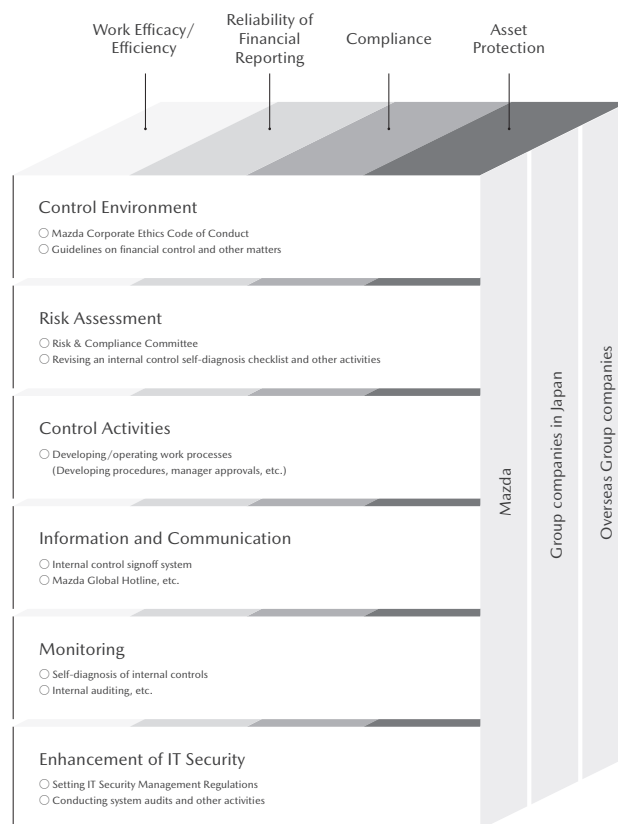 Work Efficacy/
Efficiency
Reliability of
Financial
Reporting
Compliance
Asset
Protection
Control Environment
○ Mazda Corporate Ethics Code of Conduct
○ Guidelines on financial control and other matters
Risk Assessment
○ Risk & Compliance Committee
○ Revising an internal control self-diagnosis checklist and other activities
Control Activities
○ Developing/operating work processes
(Developing procedures, manager approvals, etc.)
Information and Communication
○ Internal control signoff system
○ Mazda Global Hotline, etc.
Monitoring
○ Self-diagnosis of internal controls
○ Internal auditing, etc.
Enhancement of IT Security
○ Setting IT Security Management Regulations
○ Conducting system audits and other activities
Mazda
Group companies in Japan
Overseas Group companies